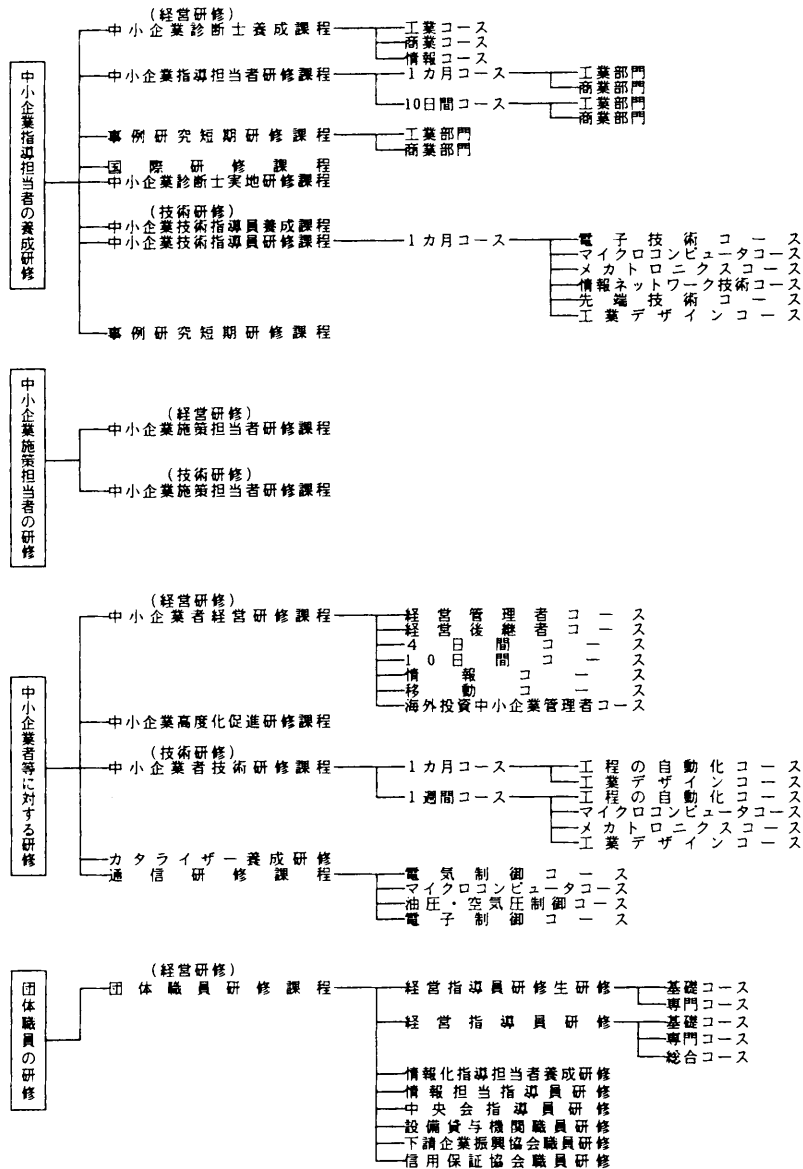 中小企業指導担当者の養成研修
（経営研修）
中小企業診断士養成課程
工業コース
商業コース
情報コース
中小企業指導担当者研修課程
1カ月コース
工業部門
商業部門
10日間コース
工業部門
商業部門
事例研究短期研修課程
工業部門
商業部門
国際研修課程
中小企業診断士実地研修課程
（技術研修）
中小企業技術指導員養成課程
中小企業技術指導員研修課程
1カ月コース
電子技術コース
マイクロコンピュータコース
メカトロニクスコース
情報ネットワーク技術コース
先端技術コース
工業デザインコース
事例研究短期研修課程
中小企業施策担当者の研修
（経営研修）
中小企業施策担当者研修課程
（技術研修）
中小企業施策担当者研修課程
中小企業者等に対する研修
（経営研修）
中小企業者経営研修課程
経営管理者コース
経営後継者コース
4日間コース
10日間コース
情報コース
移動コース
海外投資中小企業管理者コース
中小企業高度化促進研修課程
（技術研修）
中小企業者技術研修課程
1カ月コース
工程の自動化コース
工業デザインコース
1週間コース
工程の自動化コース
マイクロコンピュータコース
メカトロニクスコース
工業デザインコース
カタライザー養成研修
通信研修課程
電気制御コース
マイクロコンピュータコース
油圧・空気圧制御コース
電子制御コース
団体職員の研修
（経営研修）
団体職員研修課程
経営指導員研修生研修
基礎コース
専門コース
経営指導員研修
基礎コース
専門コース
総合コース
情報化指導担当者養成研修
情報担当指導員研修
中央会指導員研修
設備貸与機関職員研修
下請企業振興協会職員研修
信用保証協会職員研修